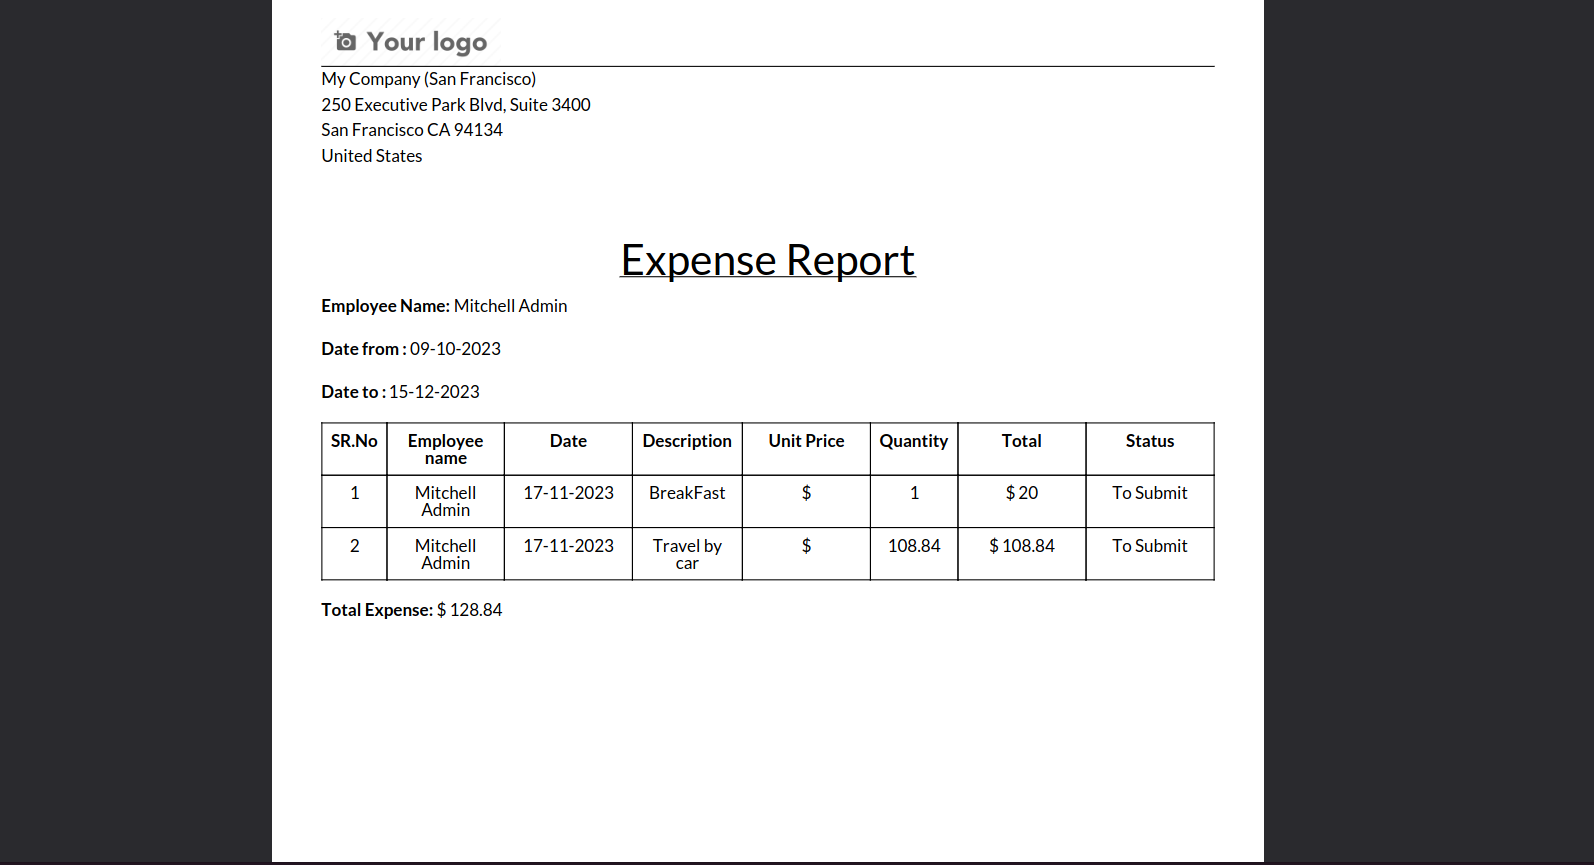 Your logo
My Company (San Francisco)
250 Executive Park Blvd, Suite 3400
San Francisco CA 94134
United States
Expense Report
Employee Name: Mitchell Admin
Date from : 09-10-2023
Date to : 15-12-2023
SR.No Employee name Date Description Unit Price Quantity Total Status
1 Mitchell Admin 17-11-2023 BreakFast $ 1 $ 20 To Submit
2 Mitchell Admin 17-11-2023 Travel by car $ 108.84 $ 108.84 To Submit
Total Expense: $ 128.84